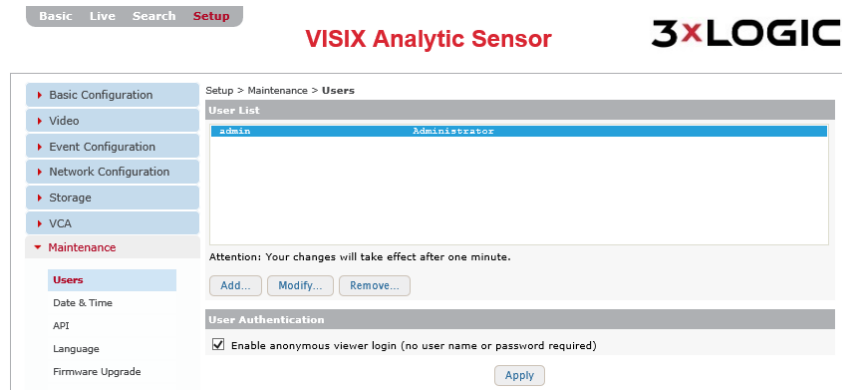 Basic Live Search Setup
VISIX Analytic Sensor
3xLOGIC
Basic Configuration
Video
Event Configuration
Network Configuration
Storage
VCA
Maintenance
Users
Date & Time
API
Language
Firmware Upgrade
Setup > Maintenance > Users
User List
admin Administrator
Attention: Your changes will take effect after one minute.
Add... Modify... Remove...
User Authentication
Enable anonymous viewer login (no user name or password required)
Apply